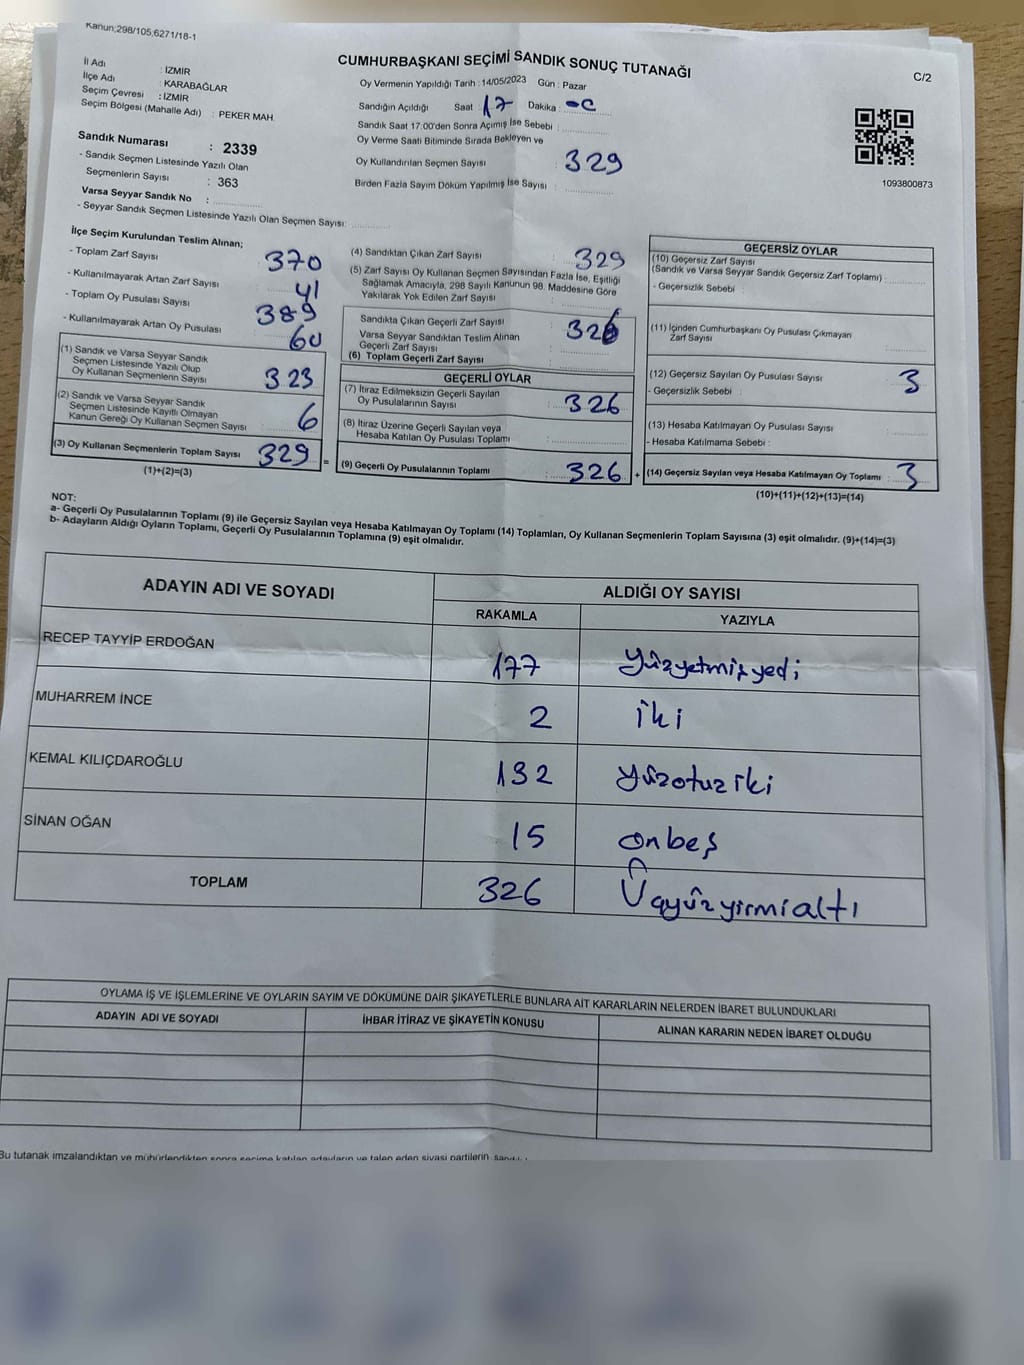 Kanun;298/105,6271/18-1
CUMHURBAŞKANI SEÇİMİ SANDIK SONUÇ TUTANAĞI
C/2
İl Adı : İZMİR
İlçe Adı : KARABAĞLAR
Seçim Çevresi : İZMİR
Seçim Bölgesi (Mahalle Adı) : PEKER MAH.
Oy Vermenin Yapıldığı Tarih : 14/05/2023 Gün : Pazar
Sandığın Açıldığı Saat 17 Dakika :
Sandık Saat 17:00'den Sonra Açımış İse Sebebi :
Oy Verme Saati Bitiminde Sırada Bekleyen ve
Oy Kullandırılan Seçmen Sayısı : 329
Birden Fazla Sayım Döküm Yapılmış İse Sayısı :
1093800873
Sandık Numarası : 2339
- Sandık Seçmen Listesinde Yazılı Olan
Seçmenlerin Sayısı : 363
Varsa Seyyar Sandık No :
- Seyyar Sandık Seçmen Listesinde Yazılı Olan Seçmen Sayısı:
İlçe Seçim Kurulundan Teslim Alınan;
- Toplam Zarf Sayısı 370
- Kullanılmayarak Artan Zarf Sayısı 41
- Toplam Oy Pusulası Sayısı 389
- Kullanılmayarak Artan Oy Pusulası 60
(1) Sandık ve Varsa Seyyar Sandık
Seçmen Listesinde Yazılı Olup
Oy Kullanan Seçmenlerin Sayısı 323
(2) Sandık ve Varsa Seyyar Sandık
Seçmen Listesinde Kayıtlı Olmayan
Kanun Gereği Oy Kullanan Seçmen Sayısı 6
(3) Oy Kullanan Seçmenlerin Toplam Sayısı 329 =
(1)+(2)=(3)
(4) Sandıktan Çıkan Zarf Sayısı : 329
(5) Zarf Sayısı Oy Kullanan Seçmen Sayısından Fazla İse, Eşitliği
Sağlamak Amacıyla, 298 Sayılı Kanunun 98. Maddesine Göre
Yakılarak Yok Edilen Zarf Sayısı :
Sandıkta Çıkan Geçerli Zarf Sayısı : 326
Varsa Seyyar Sandıktan Teslim Alınan
Geçerli Zarf Sayısı :
(6) Toplam Geçerli Zarf Sayısı :
GEÇERLİ OYLAR
(7) İtiraz Edilmeksizin Geçerli Sayılan
Oy Pusulalarının Sayısı : 326
(8) İtiraz Üzerine Geçerli Sayılan veya
Hesaba Katılan Oy Pusulası Toplamı :
(9) Geçerli Oy Pusulalarının Toplamı : 326 +
GEÇERSİZ OYLAR
(10) Geçersiz Zarf Sayısı
(Sandık ve Varsa Seyyar Sandık Geçersiz Zarf Toplamı) :
- Geçersizlik Sebebi :
(11) İçinden Cumhurbaşkanı Oy Pusulası Çıkmayan
Zarf Sayısı :
(12) Geçersiz Sayılan Oy Pusulası Sayısı : 3
- Geçersizlik Sebebi :
(13) Hesaba Katılmayan Oy Pusulası Sayısı :
- Hesaba Katılmama Sebebi :
(14) Geçersiz Sayılan veya Hesaba Katılmayan Oy Toplamı : 3
(10)+(11)+(12)+(13)=(14)
NOT:
a- Geçerli Oy Pusulalarının Toplamı (9) ile Geçersiz Sayılan veya Hesaba Katılmayan Oy Toplamı (14) Toplamları, Oy Kullanan Seçmenlerin Toplam Sayısına (3) eşit olmalıdır. (9)+(14)=(3)
b- Adayların Aldığı Oyların Toplamı, Geçerli Oy Pusulalarının Toplamına (9) eşit olmalıdır.
ADAYIN ADI VE SOYADI
ALDIĞI OY SAYISI
RAKAMLA YAZIYLA
RECEP TAYYİP ERDOĞAN 177 Yüzyetmişyedi
MUHARREM İNCE 2 iki
KEMAL KILIÇDAROĞLU 132 yüzotuziki
SİNAN OĞAN 15 onbeş
TOPLAM 326 Üçyüzyirmialtı
OYLAMA İŞ VE İŞLEMLERİNE VE OYLARIN SAYIM VE DÖKÜMÜNE DAİR ŞİKAYETLERLE BUNLARA AİT KARARLARIN NELERDEN İBARET BULUNDUKLARI
ADAYIN ADI VE SOYADI İHBAR İTİRAZ VE ŞİKAYETİN KONUSU ALINAN KARARIN NEDEN İBARET OLDUĞU
Bu tutanak imzalandıktan ve mühürlendikten sonra seçime katılan adayların ve talep eden siyasi partilerin